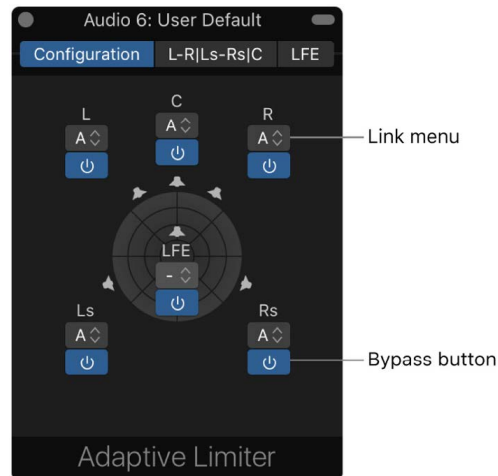 Audio 6: User Default
Configuration L-R|Ls-Rs|C LFE
C
L R
A
A A
Link menu
LFE
-
Ls Rs
A A
Bypass button
Adaptive Limiter